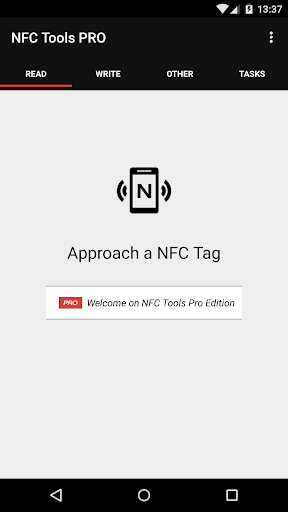 13:37
NFC Tools PRO
READ WRITE OTHER TASKS
N
Approach a NFC Tag
PRO Welcome on NFC Tools Pro Edition